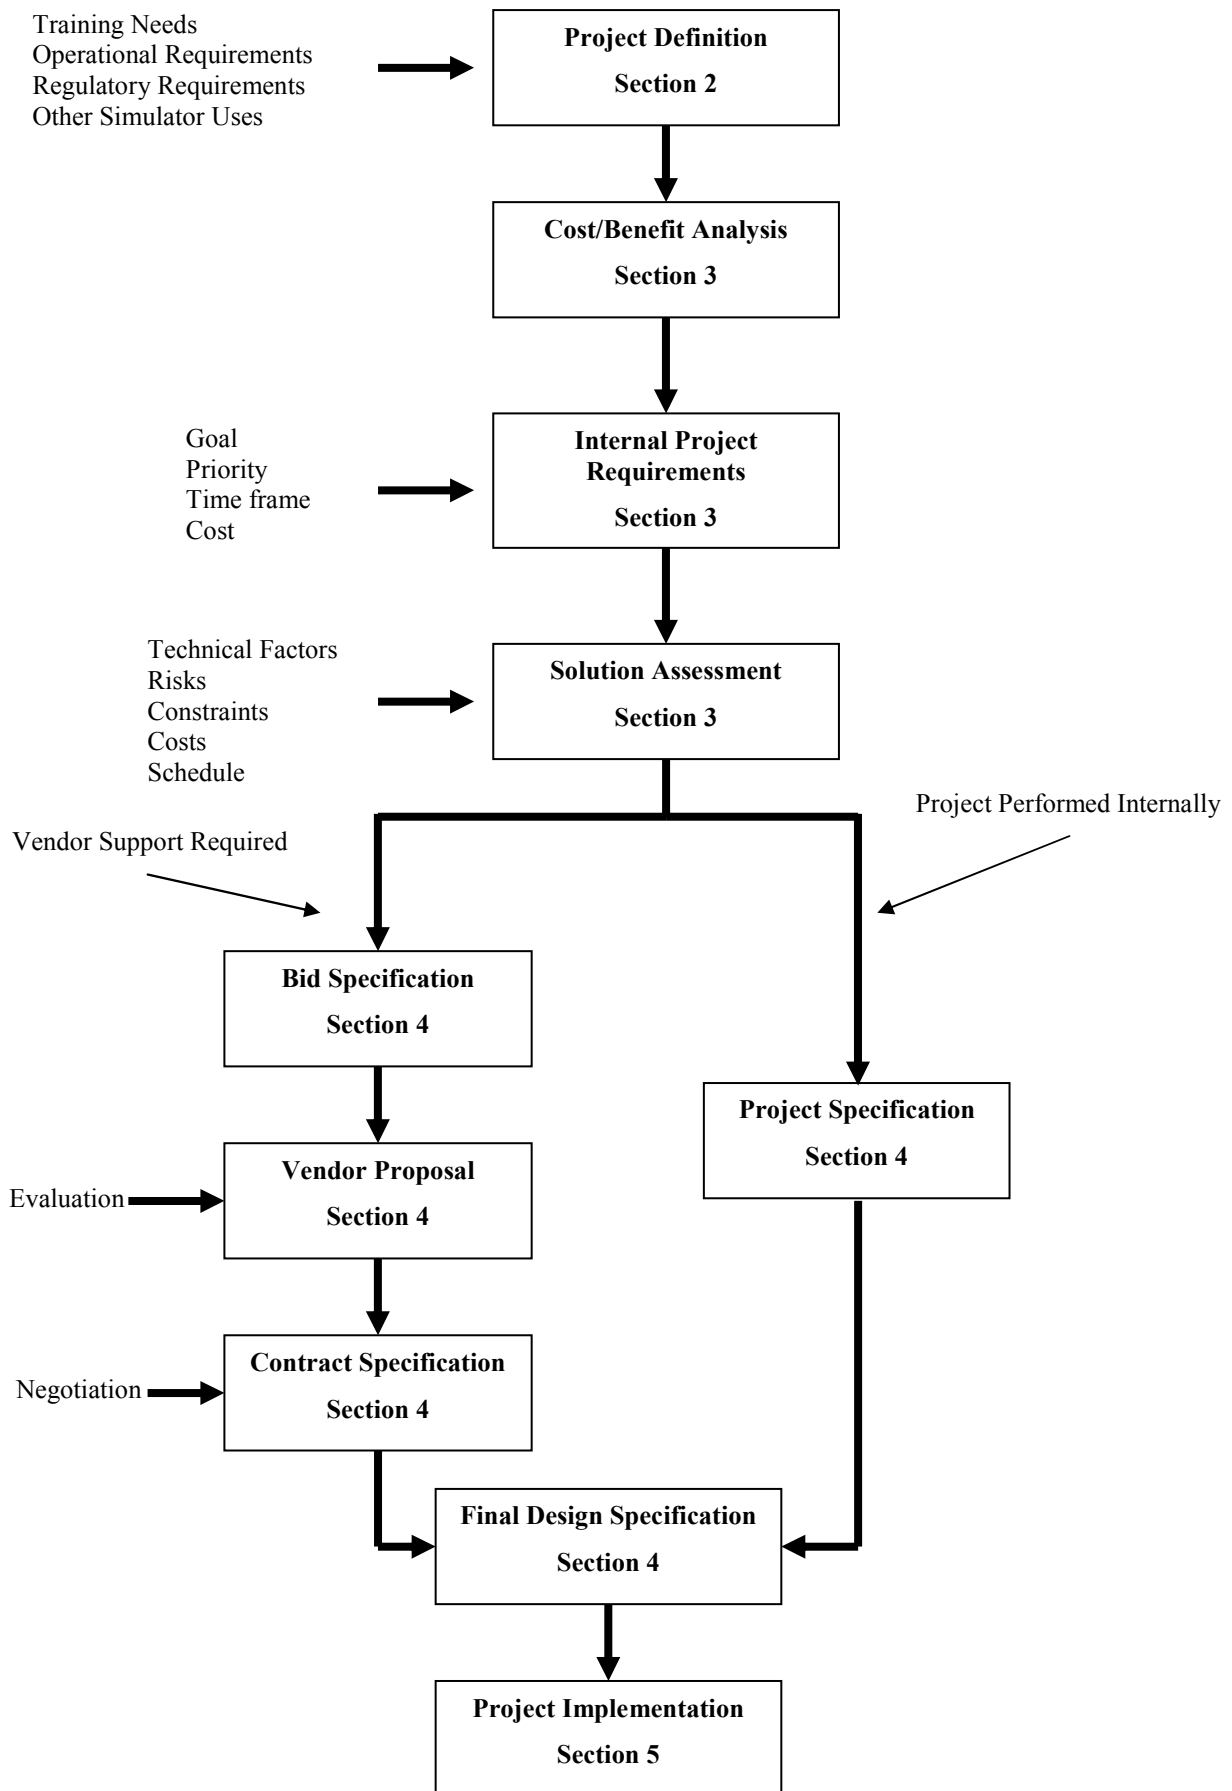 Training Needs
Operational Requirements
Regulatory Requirements
Other Simulator Uses
Project Definition
Section 2
Cost/Benefit Analysis
Section 3
Goal
Priority
Time frame
Cost
Internal Project
Requirements
Section 3
Technical Factors
Risks
Constraints
Costs
Schedule
Solution Assessment
Section 3
Vendor Support Required
Project Performed Internally
Bid Specification
Section 4
Project Specification
Section 4
Evaluation
Vendor Proposal
Section 4
Negotiation
Contract Specification
Section 4
Final Design Specification
Section 4
Project Implementation
Section 5